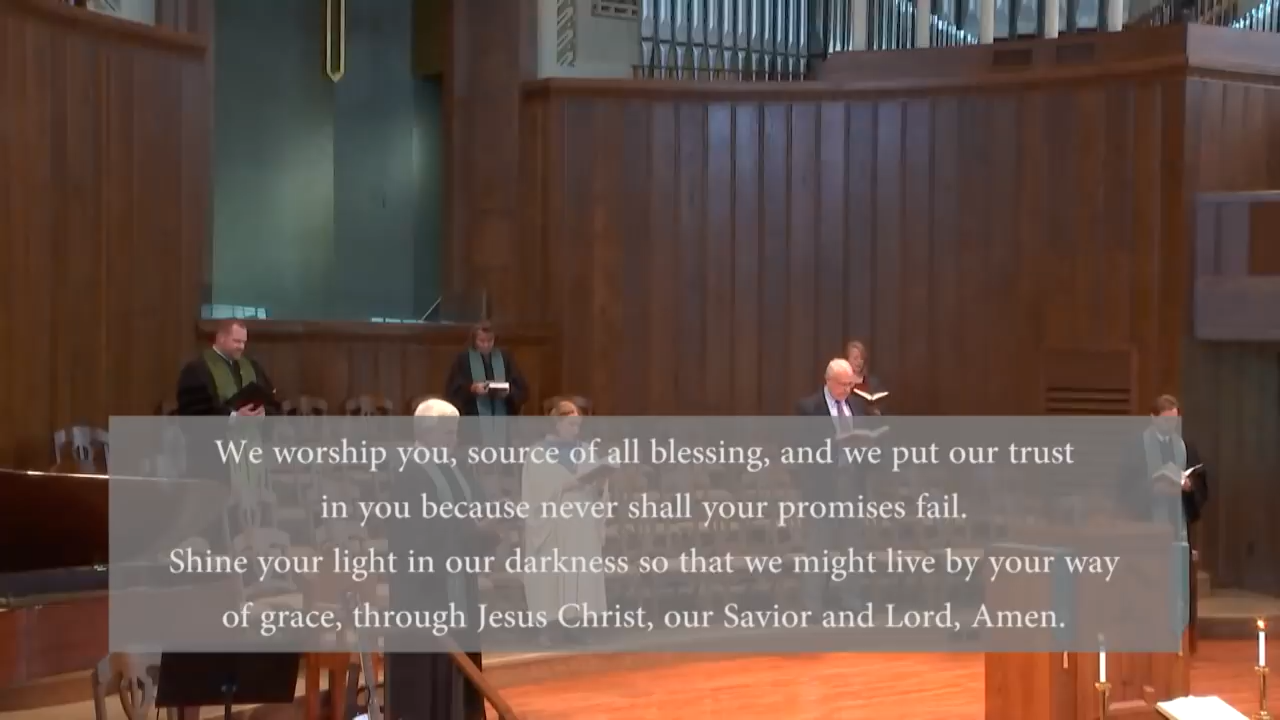 We worship you, source of all blessing, and we put our trust
in you because never shall your promises fail.
Shine your light in our darkness so that we might live by your way
of grace, through Jesus Christ, our Savior and Lord, Amen.